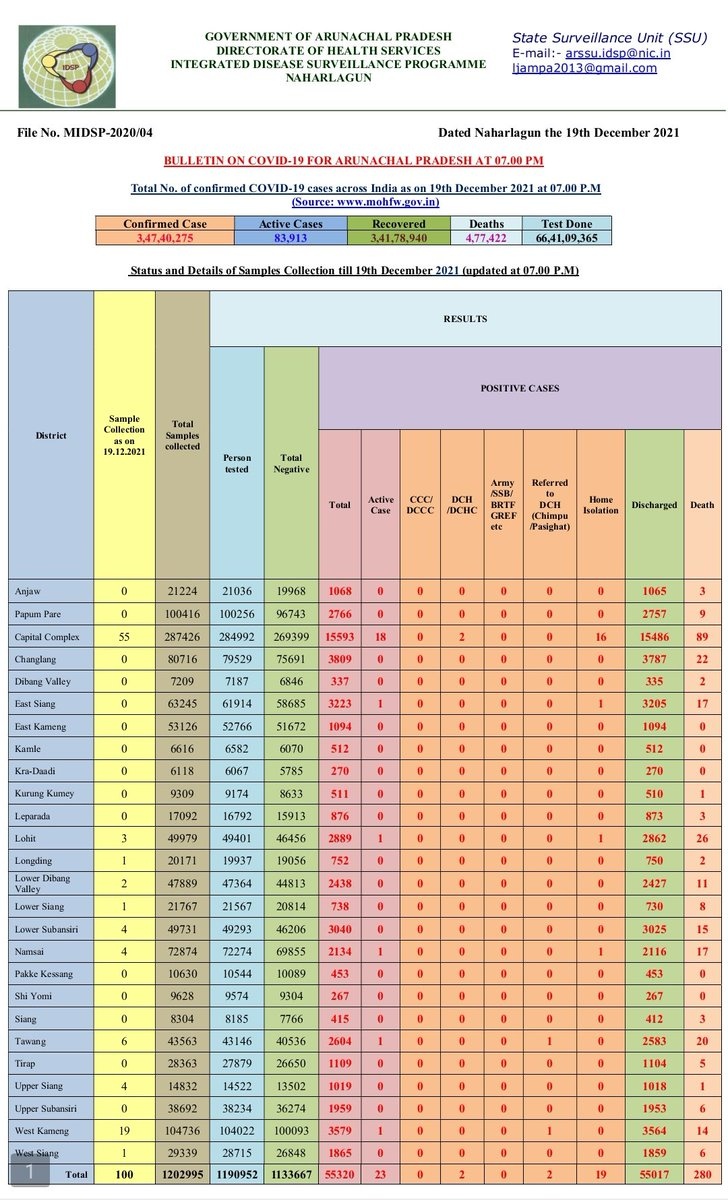 IDSP
GOVERNMENT OF ARUNACHAL PRADESH
DIRECTORATE OF HEALTH SERVICES
INTEGRATED DISEASE SURVEILLANCE PROGRAMME
NAHARLAGUN
State Surveillance Unit (SSU)
E-mail:- arssu.idsp@nic.in
ljampa2013@gmail.com
File No. MIDSP-2020/04 Dated Naharlagun the 19th December 2021
BULLETIN ON COVID-19 FOR ARUNACHAL PRADESH AT 07.00 PM
Total No. of confirmed COVID-19 cases across India as on 19th December 2021 at 07.00 P.M
(Source: www.mohfw.gov.in)
Confirmed Case Active Cases Recovered Deaths Test Done
3,47,40,275 83,913 3,41,78,940 4,77,422 66,41,09,365
Status and Details of Samples Collection till 19th December 2021 (updated at 07.00 P.M)
RESULTS
POSITIVE CASES
District
Sample
Collection
as on
19.12.2021
Total
Samples
collected
Person
tested
Total
Negative
Total
Active
Case
CCC/
DCCC
DCH
/DCHC
Army
/SSB/
BRTF
GREF
etc
Referred
to
DCH
(Chimpu
/Pasighat)
Home
Isolation
Discharged
Death
Anjaw 0 21224 21036 19968 1068 0 0 0 0 0 0 1065 3
Papum Pare 0 100416 100256 96743 2766 0 0 0 0 0 0 2757 9
Capital Complex 55 287426 284992 269399 15593 18 0 2 0 0 16 15486 89
Changlang 0 80716 79529 75691 3809 0 0 0 0 0 0 3787 22
Dibang Valley 0 7209 7187 6846 337 0 0 0 0 0 0 335 2
East Siang 0 63245 61914 58685 3223 1 0 0 0 0 1 3205 17
East Kameng 0 53126 52766 51672 1094 0 0 0 0 0 0 1094 0
Kamle 0 6616 6582 6070 512 0 0 0 0 0 0 512 0
Kra-Daadi 0 6118 6067 5785 270 0 0 0 0 0 0 270 0
Kurung Kumey 0 9309 9174 8633 511 0 0 0 0 0 0 510 1
Leparada 0 17092 16792 15913 876 0 0 0 0 0 0 873 3
Lohit 3 49979 49401 46456 2889 1 0 0 0 0 1 2862 26
Longding 1 20171 19937 19056 752 0 0 0 0 0 0 750 2
Lower Dibang
Valley 2 47889 47364 44813 2438 0 0 0 0 0 0 2427 11
Lower Siang 1 21767 21567 20814 738 0 0 0 0 0 0 730 8
Lower Subansiri 4 49731 49293 46206 3040 0 0 0 0 0 0 3025 15
Namsai 4 72874 72274 69855 2134 1 0 0 0 0 1 2116 17
Pakke Kessang 0 10630 10544 10089 453 0 0 0 0 0 0 453 0
Shi Yomi 0 9628 9574 9304 267 0 0 0 0 0 0 267 0
Siang 0 8304 8185 7766 415 0 0 0 0 0 0 412 3
Tawang 6 43563 43146 40536 2604 1 0 0 0 1 0 2583 20
Tirap 0 28363 27879 26650 1109 0 0 0 0 0 0 1104 5
Upper Siang 4 14832 14522 13502 1019 0 0 0 0 0 0 1018 1
Upper Subansiri 0 38692 38234 36274 1959 0 0 0 0 0 0 1953 6
West Kameng 19 104736 104022 100093 3579 1 0 0 0 1 0 3564 14
West Siang 1 29339 28715 26848 1865 0 0 0 0 0 0 1859 6
1 Total 100 1202995 1190952 1133667 55320 23 0 2 0 2 19 55017 280